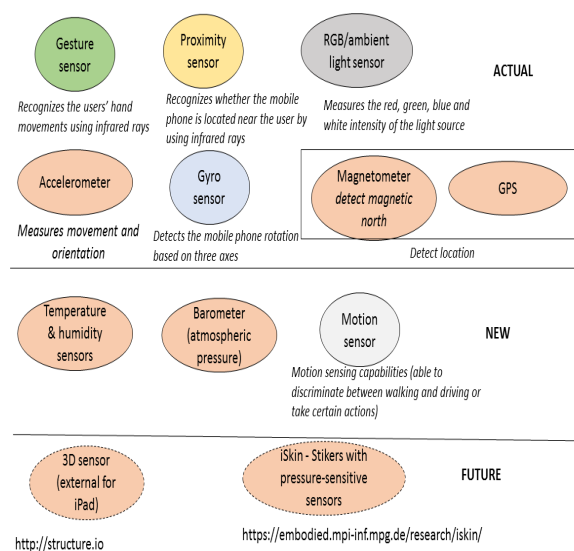 Gesture
sensor
Proximity
sensor
RGB/ambient
light sensor
ACTUAL
Recognizes the users' hand
movements using infrared rays
Recognizes whether the mobile
phone is located near the user by
using infrared rays
Measures the red, green, blue and
white intensity of the light source
Accelerometer
Gyro
sensor
Magnetometer
detect magnetic
north
GPS
Measures movement and
orientation
Detects the mobile phone rotation
based on three axes
Detect location
Temperature
& humidity
sensors
Barometer
(atmospheric
pressure)
Motion
sensor
NEW
Motion sensing capabilities (able to
discriminate between walking and driving or
take certain actions)
3D sensor
(external for
iPad)
iSkin - Stikers with
pressure-sensitive
sensors
FUTURE
http://structure.io
https://embodied.mpi-inf.mpg.de/research/iskin/